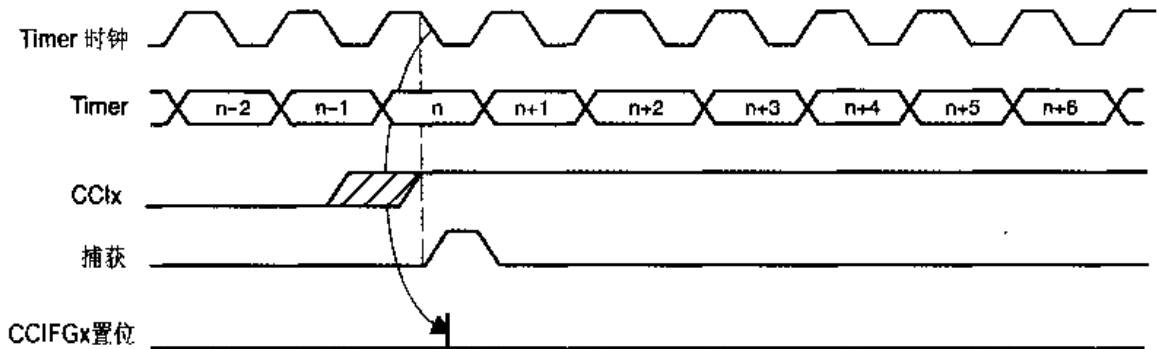 Timer 时钟
Timer n-2 n-1 n n+1 n+2 n+3 n+4 n+5 n+6
CCIx
捕获
CCIFGx置位